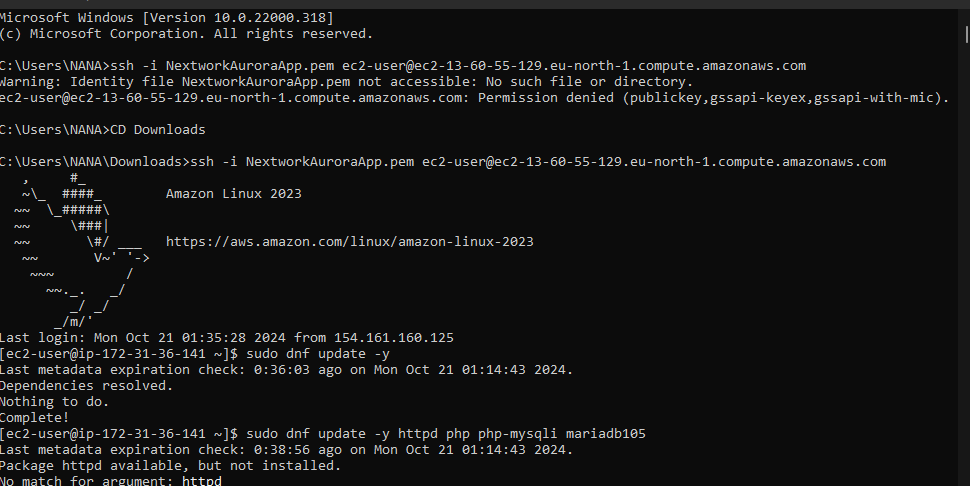 Microsoft Windows [Version 10.0.22000.318]
(c) Microsoft Corporation. All rights reserved.

C:\Users\NANA>ssh -i NextworkAuroraApp.pem ec2-user@ec2-13-60-55-129.eu-north-1.compute.amazonaws.com
Warning: Identity file NextworkAuroraApp.pem not accessible: No such file or directory.
ec2-user@ec2-13-60-55-129.eu-north-1.compute.amazonaws.com: Permission denied (publickey,gssapi-keyex,gssapi-with-mic).

C:\Users\NANA>CD Downloads

C:\Users\NANA\Downloads>ssh -i NextworkAuroraApp.pem ec2-user@ec2-13-60-55-129.eu-north-1.compute.amazonaws.com
   ,     #_
   ~\_  ####_        Amazon Linux 2023
  ~~  \_#####\
  ~~     \###|
  ~~       \#/ ___   https://aws.amazon.com/linux/amazon-linux-2023
   ~~       V~' '->
    ~~~         /
      ~~._.   _/
         _/ _/
       _/m/'
Last login: Mon Oct 21 01:35:28 2024 from 154.161.160.125
[ec2-user@ip-172-31-36-141 ~]$ sudo dnf update -y
Last metadata expiration check: 0:36:03 ago on Mon Oct 21 01:14:43 2024.
Dependencies resolved.
Nothing to do.
Complete!
[ec2-user@ip-172-31-36-141 ~]$ sudo dnf update -y httpd php php-mysqli mariadb105
Last metadata expiration check: 0:38:56 ago on Mon Oct 21 01:14:43 2024.
Package httpd available, but not installed.
No match for argument: httpd